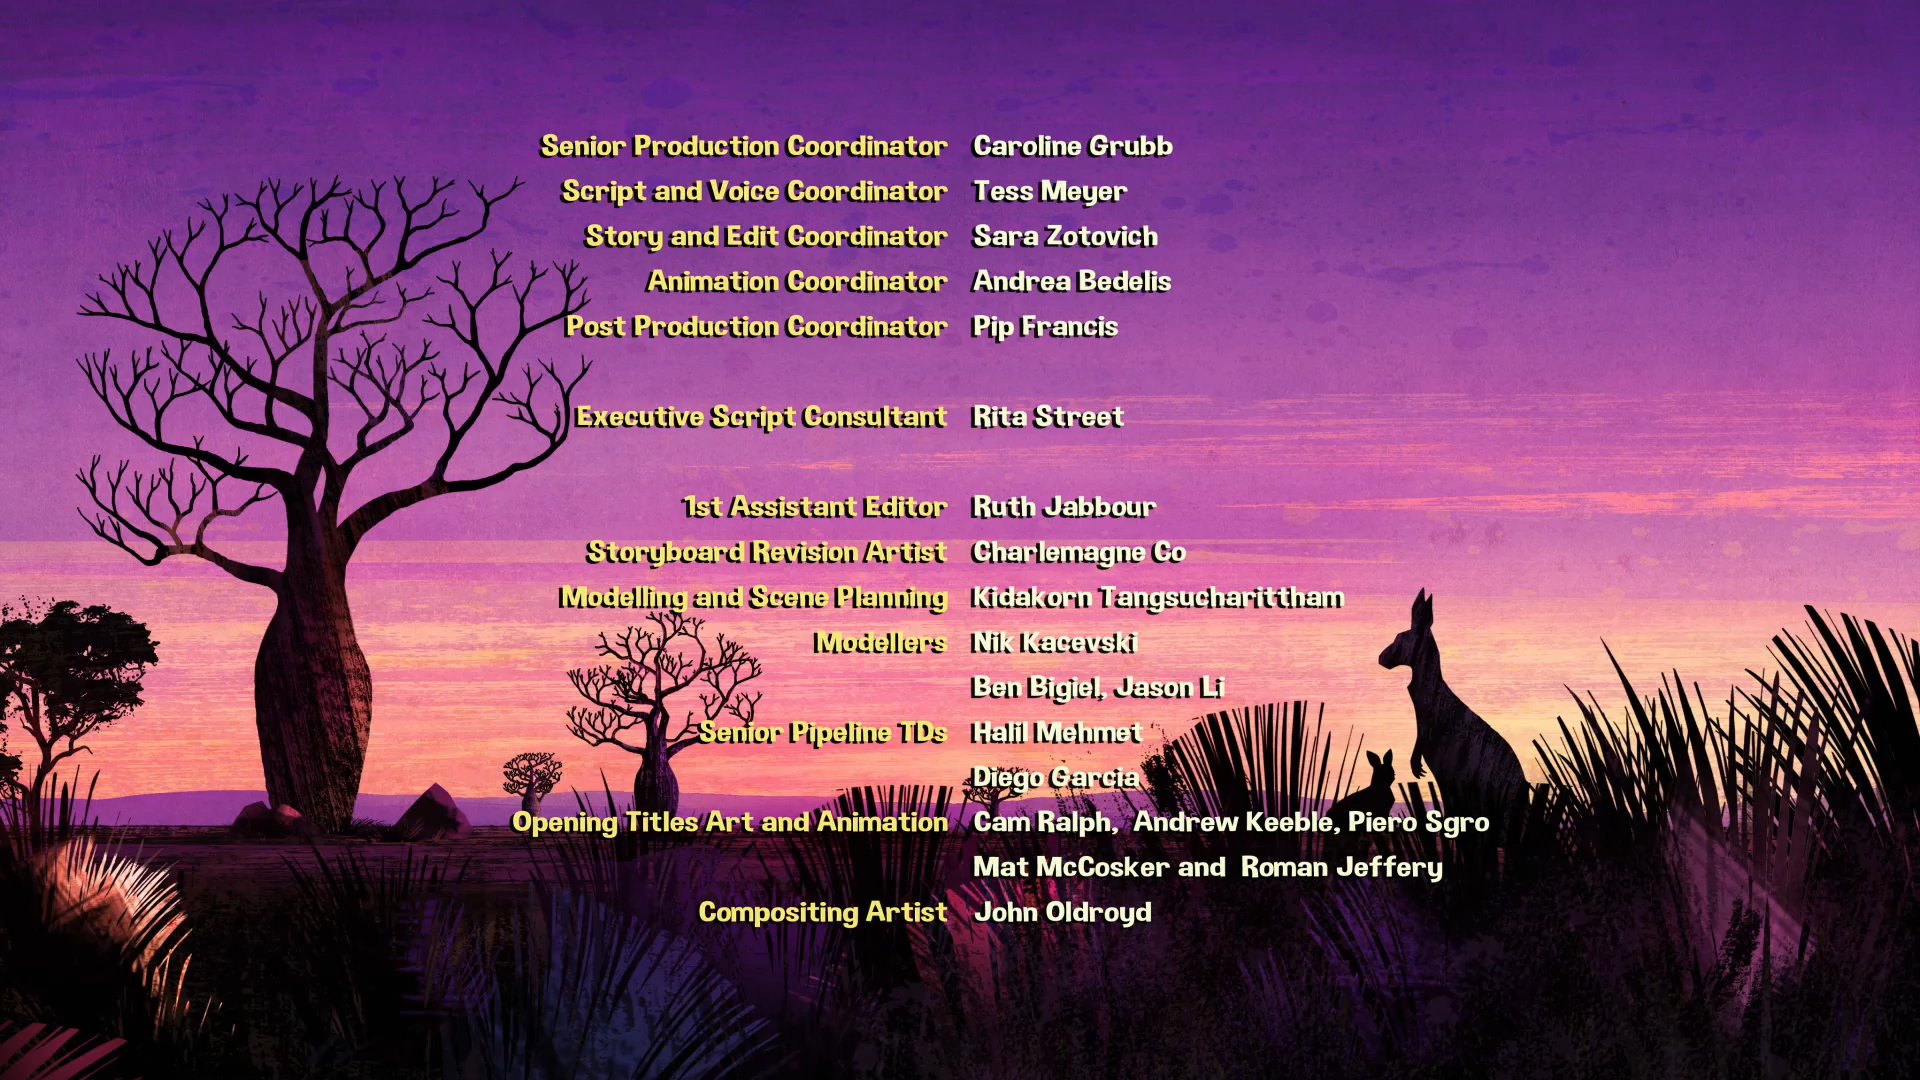 Senior Production Coordinator Caroline Grubb
Script and Voice Coordinator Tess Meyer
Story and Edit Coordinator Sara Zotovich
Animation Coordinator Andrea Bedelis
Post Production Coordinator Pip Francis
Executive Script Consultant Rita Street
1st Assistant Editor Ruth Jabbour
Storyboard Revision Artist Charlemagne Co
Modelling and Scene Planning Kidakorn Tangsucharittham
Modellers Nik Kacevski
Ben Bigiel, Jason Li
Senior Pipeline TDs Halil Mehmet
Diego Garcia
Opening Titles Art and Animation Cam Ralph, Andrew Keeble, Piero Sgro
Mat McCosker and Roman Jeffery
Compositing Artist John Oldroyd